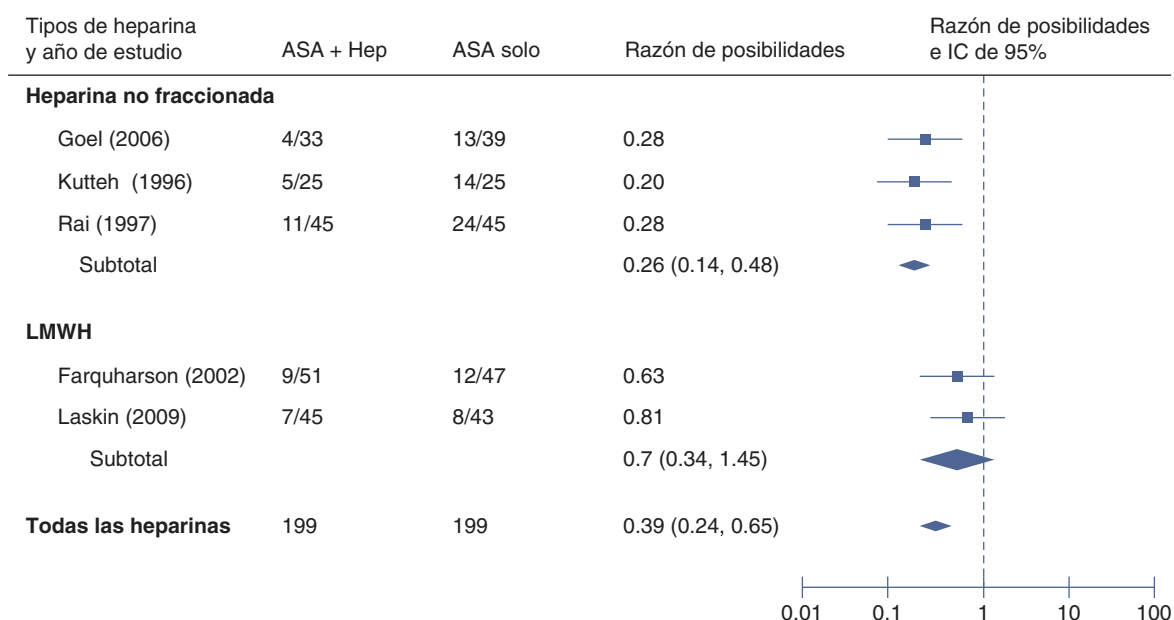 Tipos de heparina
y año de estudio ASA + Hep ASA solo Razón de posibilidades Razón de posibilidades
e IC de 95%
Heparina no fraccionada
Goel (2006) 4/33 13/39 0.28
Kutteh (1996) 5/25 14/25 0.20
Rai (1997) 11/45 24/45 0.28
Subtotal 0.26 (0.14, 0.48)
LMWH
Farquharson (2002) 9/51 12/47 0.63
Laskin (2009) 7/45 8/43 0.81
Subtotal 0.7 (0.34, 1.45)
Todas las heparinas 199 199 0.39 (0.24, 0.65)
0.01 0.1 1 10 100